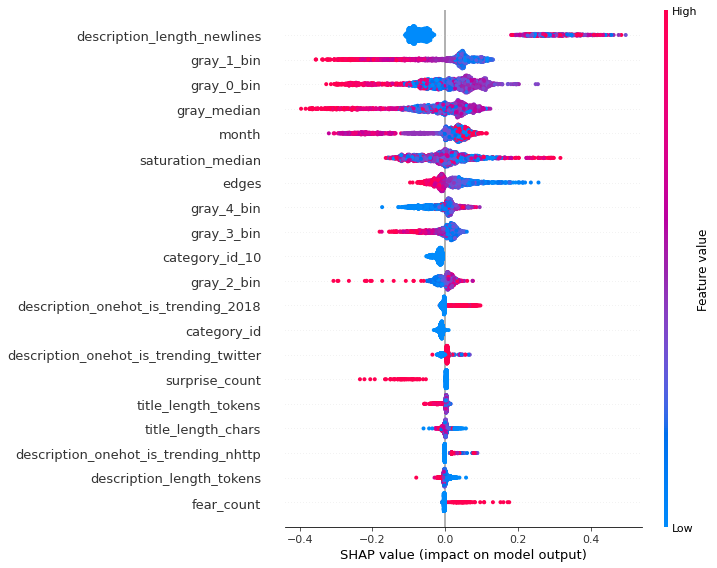 High
description_length_newlines
gray_1_bin
gray_0_bin
gray_median
month
saturation_median
edges
gray_4_bin
gray_3_bin
category_id_10
gray_2_bin
description_onehot_is_trending_2018
category_id
description_onehot_is_trending_twitter
surprise_count
title_length_tokens
title_length_chars
description_onehot_is_trending_nhttp
description_length_tokens
fear_count
Feature value
Low
−0.4 −0.2 0.0 0.2 0.4
SHAP value (impact on model output)